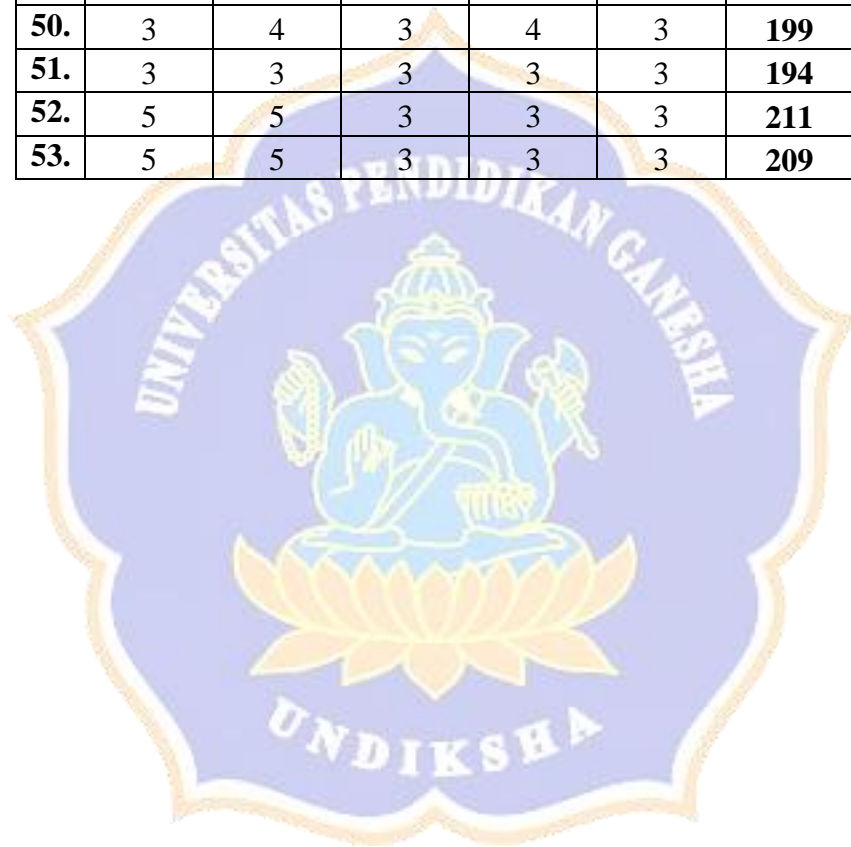 50. 3 4 3 4 3 199
51. 3 3 3 3 3 194
52. 5 5 3 3 3 211
53. 5 5 3 3 3 209
UNIVERSITAS PENDIDIKAN GANESHA
UNDIKSHA